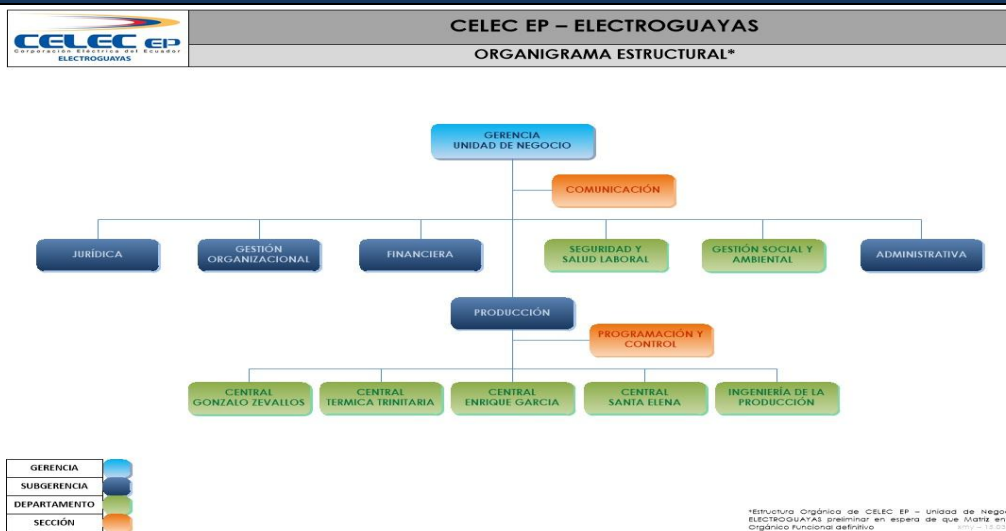 CELEC EP
Corporación Eléctrica del Ecuador
ELECTROGUAYAS
CELEC EP – ELECTROGUAYAS
ORGANIGRAMA ESTRUCTURAL*
GERENCIA
UNIDAD DE NEGOCIO
COMUNICACIÓN
JURÍDICA
GESTIÓN
ORGANIZACIONAL
FINANCIERA
SEGURIDAD Y
SALUD LABORAL
GESTIÓN SOCIAL Y
AMBIENTAL
ADMINISTRATIVA
PRODUCCIÓN
PROGRAMACIÓN Y
CONTROL
CENTRAL
GONZALO ZEVALLOS
CENTRAL
TERMICA TRINITARIA
CENTRAL
ENRIQUE GARCIA
CENTRAL
SANTA ELENA
INGENIERÍA DE LA
PRODUCCIÓN
GERENCIA
SUBGERENCIA
DEPARTAMENTO
SECCIÓN
*Estructura Orgánica de CELEC EP – Unidad de Nego
ELECTROGUAYAS preliminar en espera de que Matriz en
Orgánico Funcional definitivo